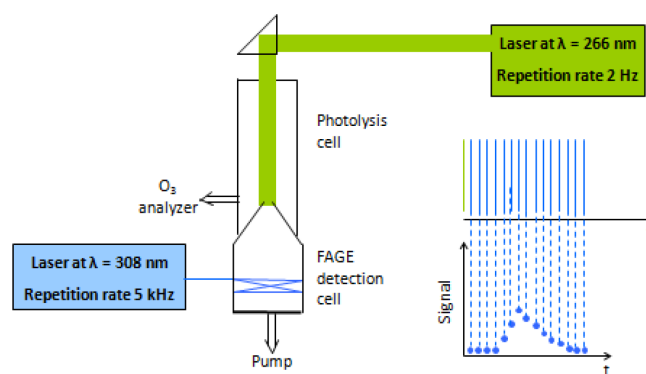 Laser at λ = 266 nm
Repetition rate 2 Hz
Photolysis
cell
O₃
analyzer
Laser at λ = 308 nm
Repetition rate 5 kHz
FAGE
detection
cell
Pump
Signal
t